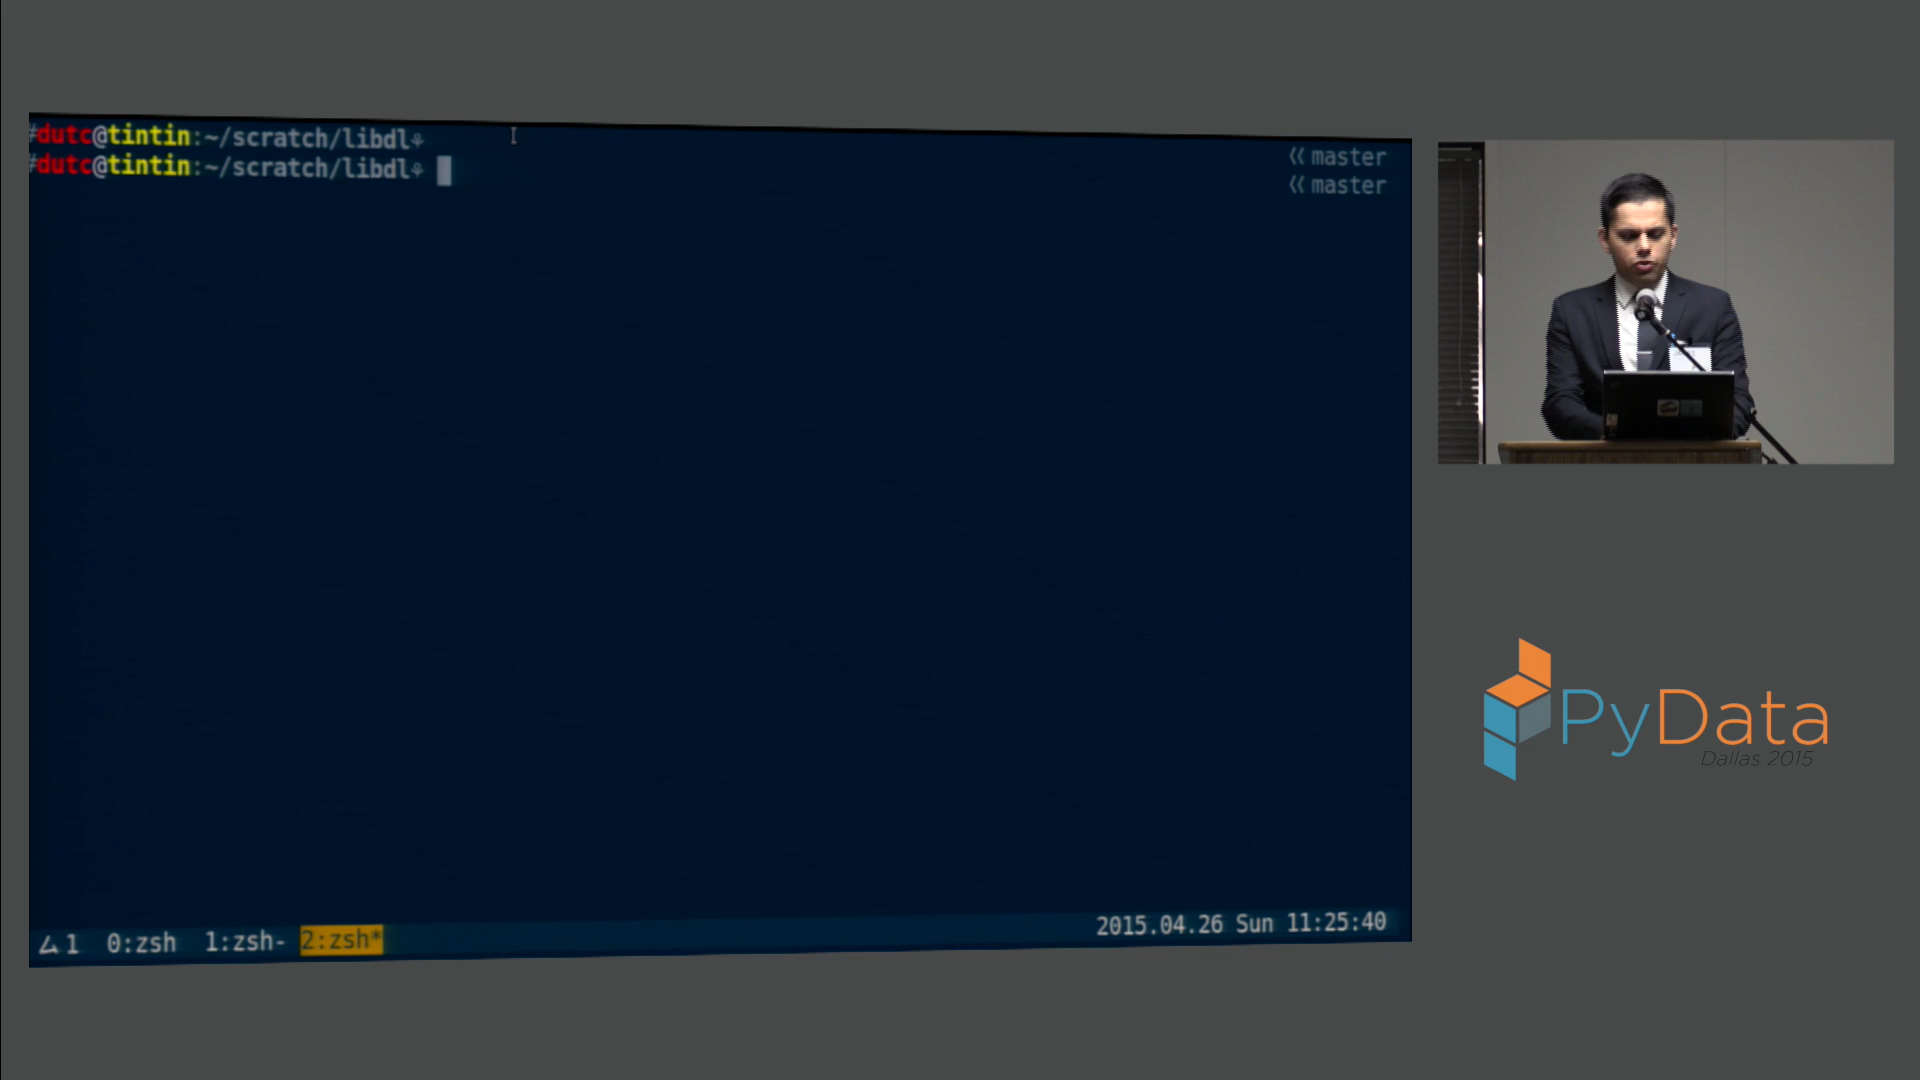 #dutc@tintin:~/scratch/libdl⚘
« master
#dutc@tintin:~/scratch/libdl⚘
« master
1 0:zsh 1:zsh- 2:zsh*
2015.04.26 Sun 11:25:40
PyData
Dallas 2015